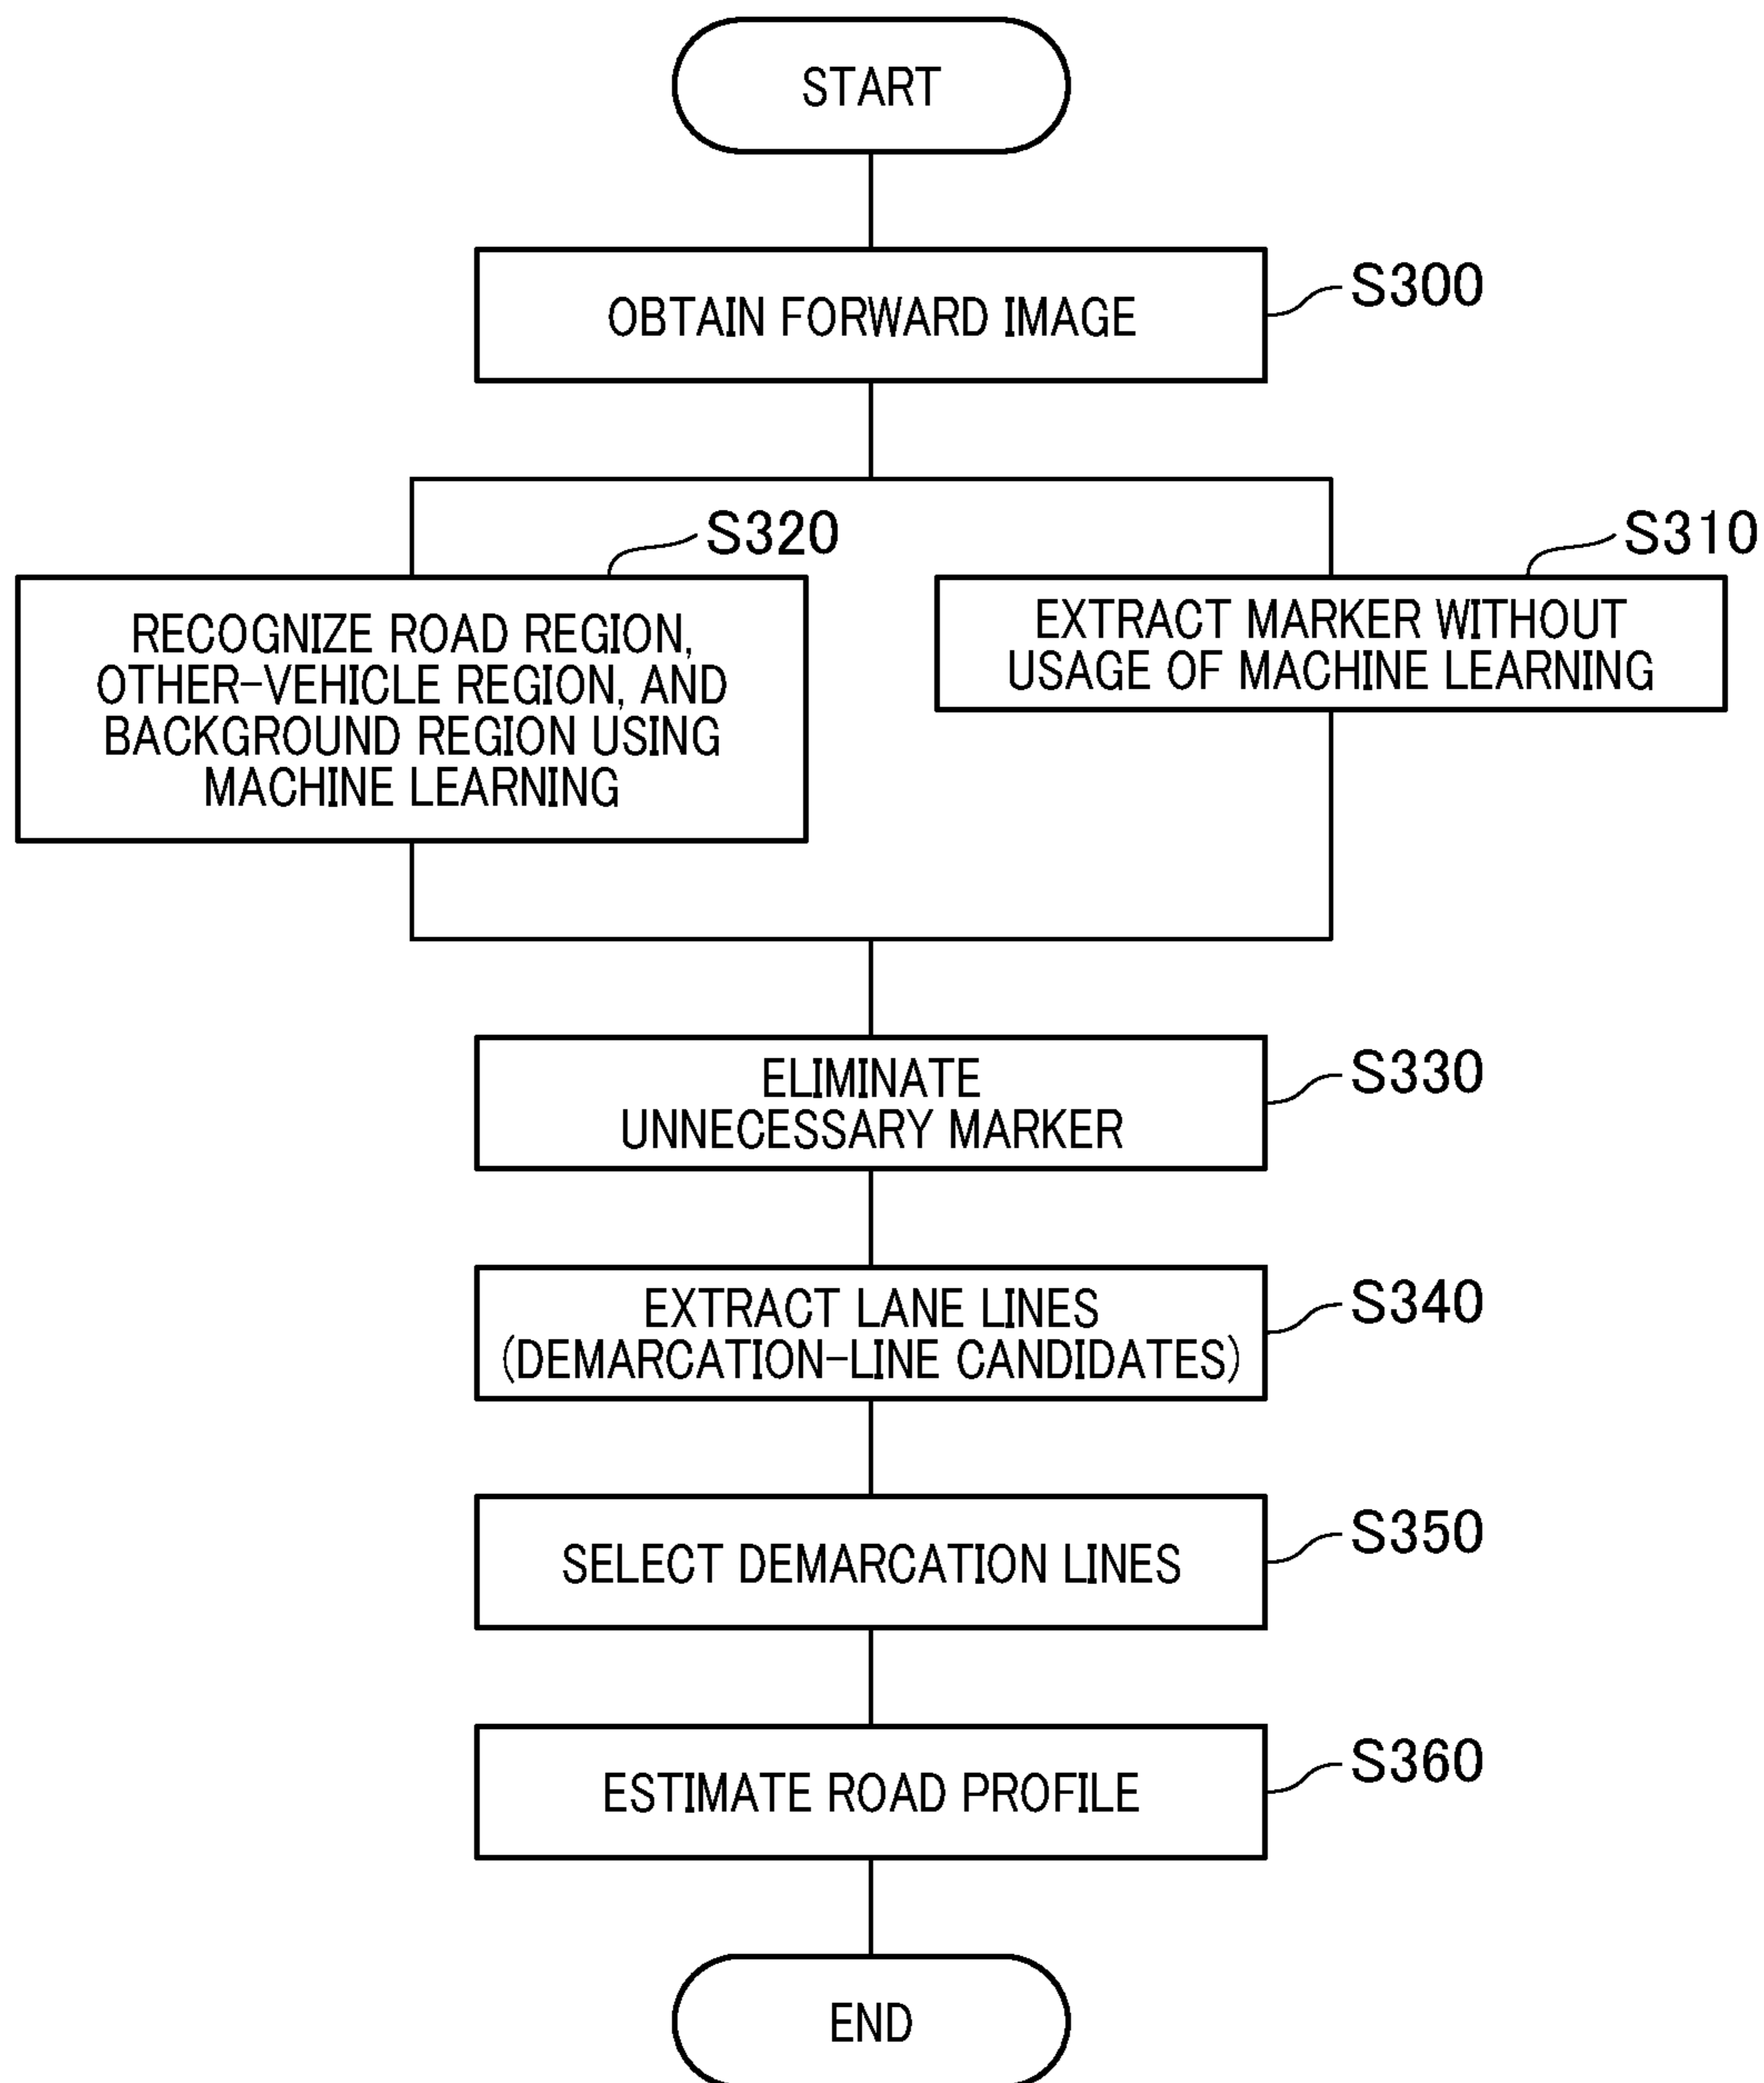 START
OBTAIN FORWARD IMAGE
S300
S320
S310
RECOGNIZE ROAD REGION,
OTHER-VEHICLE REGION, AND
BACKGROUND REGION USING
MACHINE LEARNING
EXTRACT MARKER WITHOUT
USAGE OF MACHINE LEARNING
ELIMINATE
UNNECESSARY MARKER
S330
EXTRACT LANE LINES
(DEMARCATION-LINE CANDIDATES)
S340
SELECT DEMARCATION LINES
S350
ESTIMATE ROAD PROFILE
S360
END